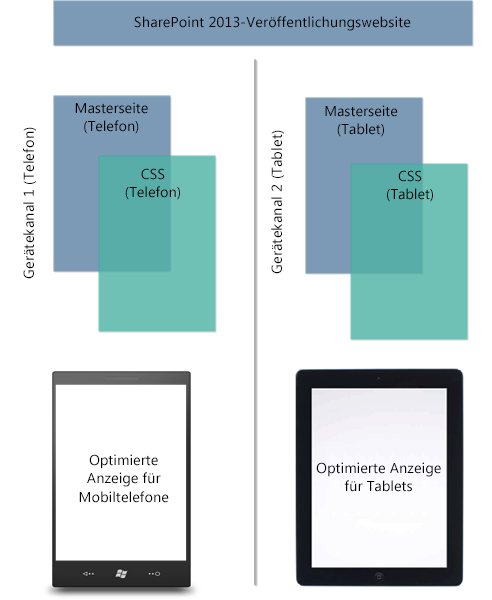 SharePoint 2013-Veröffentlichungswebsite
Gerätekanal 1 (Telefon)
Masterseite
(Telefon)
CSS
(Telefon)
Optimierte
Anzeige für
Mobiltelefone
Gerätekanal 2 (Tablet)
Masterseite
(Tablet)
CSS
(Tablet)
Optimierte Anzeige
für Tablets